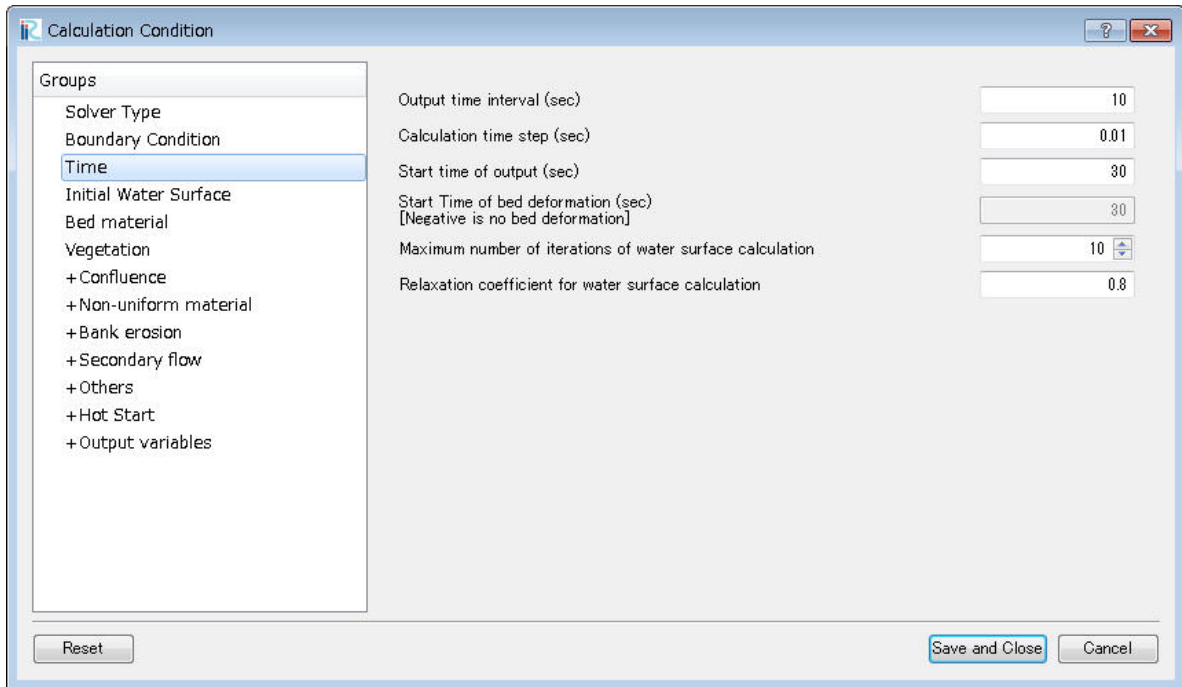 iRiC Calculation Condition
Groups
Solver Type
Boundary Condition
Time
Initial Water Surface
Bed material
Vegetation
+Confluence
+Non-uniform material
+Bank erosion
+Secondary flow
+Others
+Hot Start
+Output variables
Output time interval (sec) 10
Calculation time step (sec) 0.01
Start time of output (sec) 30
Start Time of bed deformation (sec)
[Negative is no bed deformation] 30
Maximum number of iterations of water surface calculation 10
Relaxation coefficient for water surface calculation 0.8
Reset Save and Close Cancel